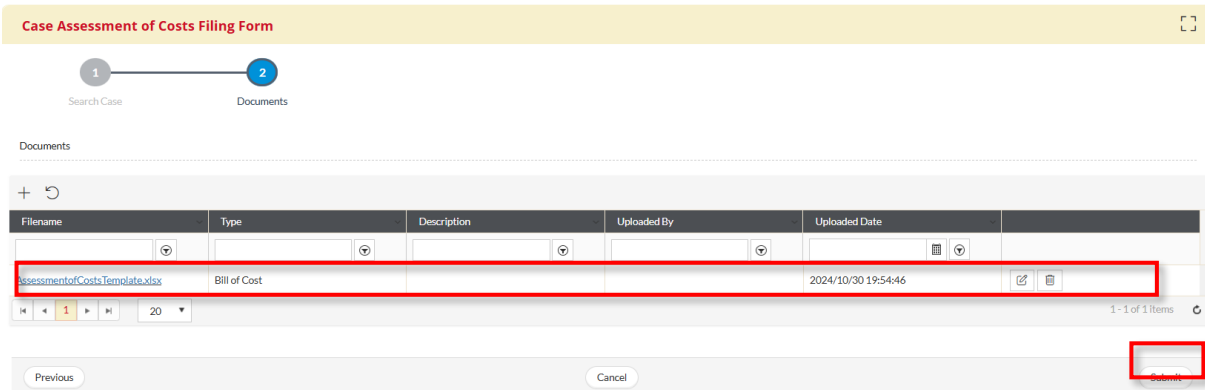 Case Assessment of Costs Filing Form
1 2
Search Case Documents
Documents
Filename Type Description Uploaded By Uploaded Date
AssessmentofCostsTemplate.xlsx Bill of Cost 2024/10/30 19:54:46
1 20 1 - 1 of 1 items
Previous Cancel Submit